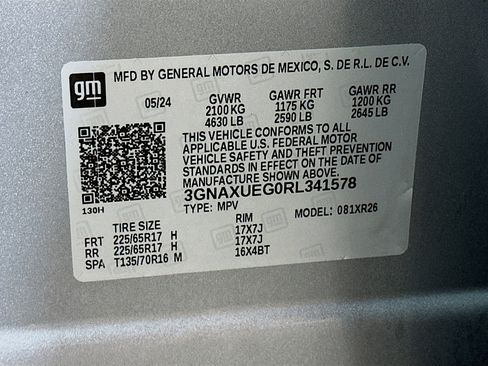 gm
MFD BY GENERAL MOTORS DE MEXICO, S. DE R.L. DE C.V.
05/24 GVWR GAWR FRT GAWR RR
2100 KG 1175 KG 1200 KG
4630 LB 2590 LB 2645 LB
THIS VEHICLE CONFORMS TO ALL
APPLICABLE U.S. FEDERAL MOTOR
VEHICLE SAFETY AND THEFT PREVENTION
STANDARDS IN EFFECT ON THE DATE
OF MANUFACTURE SHOWN ABOVE.
3GNAXUEG0RL341578
130H TYPE: MPV MODEL: 081XR26
TIRE SIZE RIM
FRT 225/65R17 H 17X7J
RR 225/65R17 H 17X7J
SPA T135/70R16 M 16X4BT